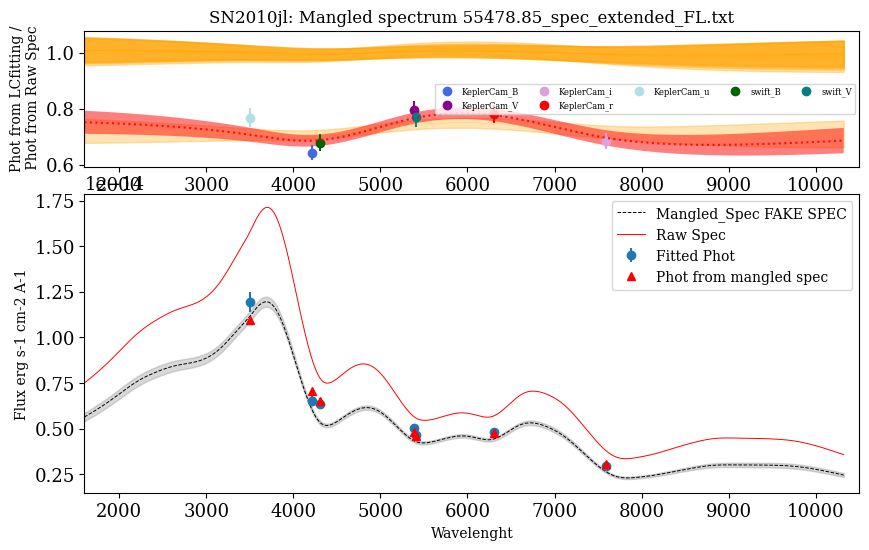 SN2010jl: Mangled spectrum 55478.85_spec_extended_FL.txt
Phot from LCfitting /
Phot from Raw Spec
1.0
0.8
0.6
KeplerCam_B
KeplerCam_V
KeplerCam_i
KeplerCam_r
KeplerCam_u
swift_B
swift_V
2000 3000 4000 5000 6000 7000 8000 9000 10000
1e−14
Flux erg s-1 cm-2 A-1
1.75
1.50
1.25
1.00
0.75
0.50
0.25
Mangled_Spec FAKE SPEC
Raw Spec
Fitted Phot
Phot from mangled spec
2000 3000 4000 5000 6000 7000 8000 9000 10000
Wavelenght